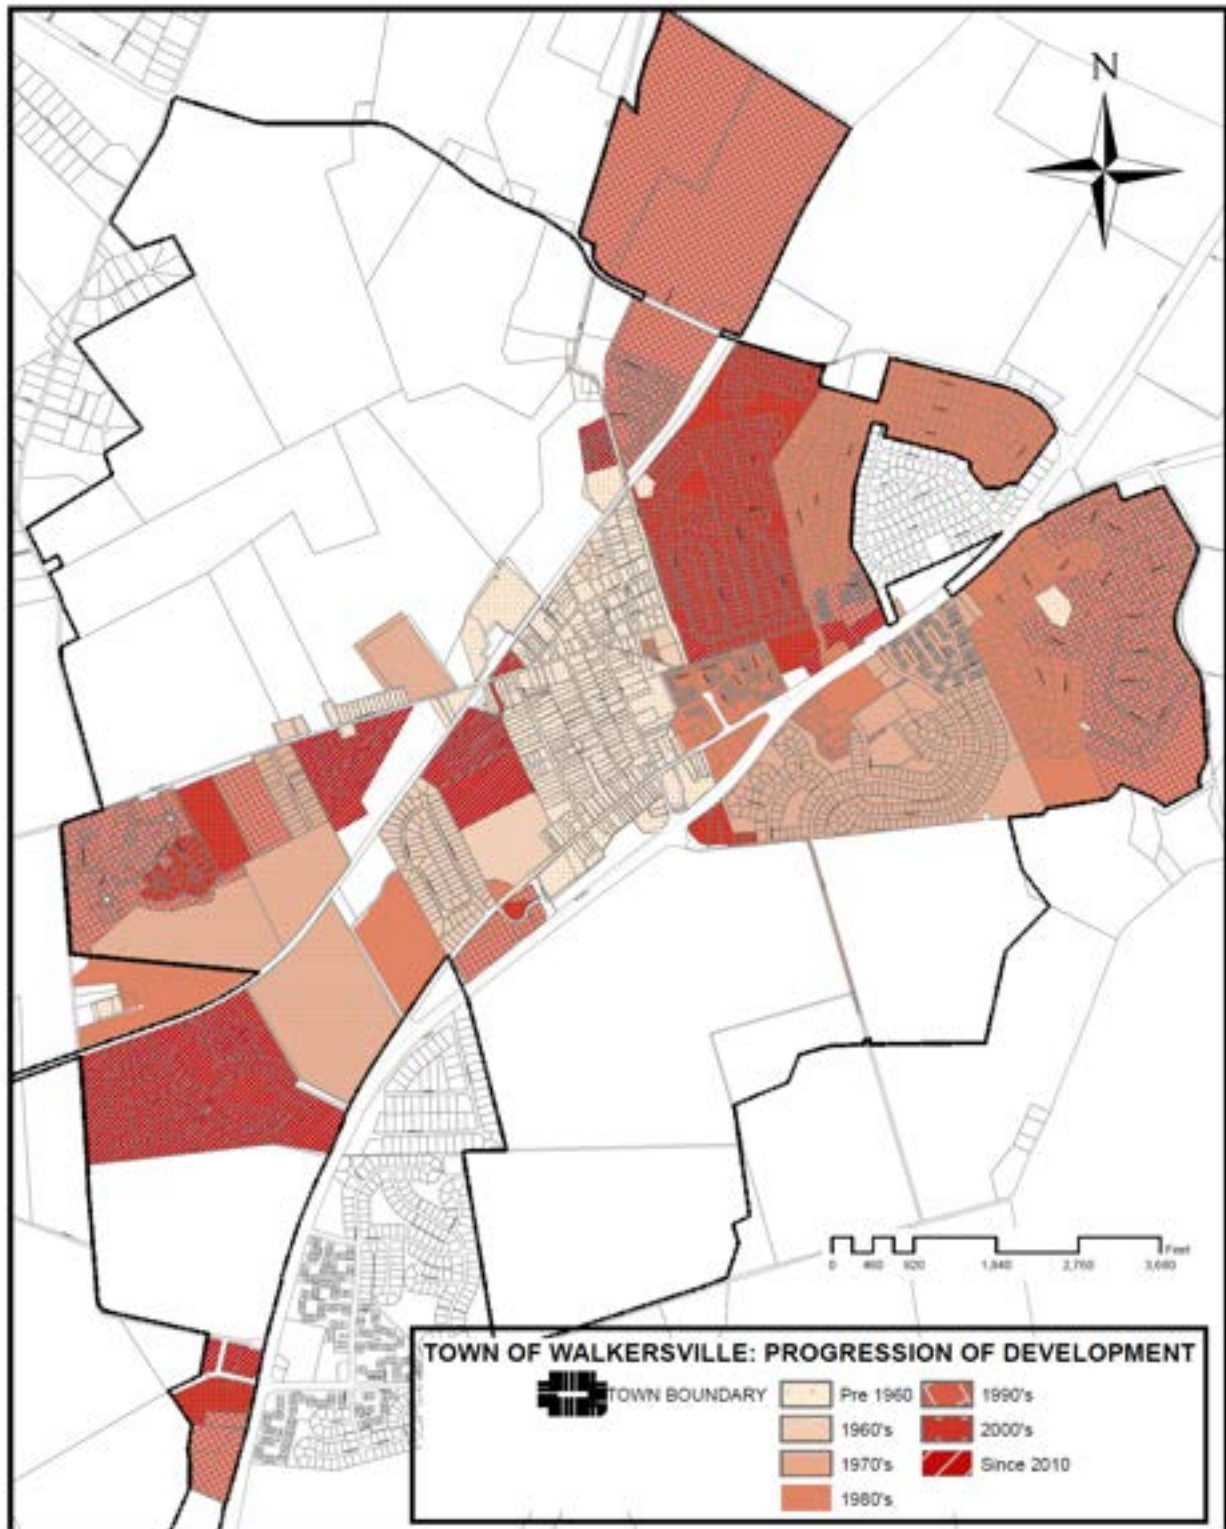 N
Feet
0 460 920 1,840 2,760 3,680
TOWN OF WALKERSVILLE: PROGRESSION OF DEVELOPMENT
TOWN BOUNDARY
Pre 1960
1960's
1970's
1980's
1990's
2000's
Since 2010